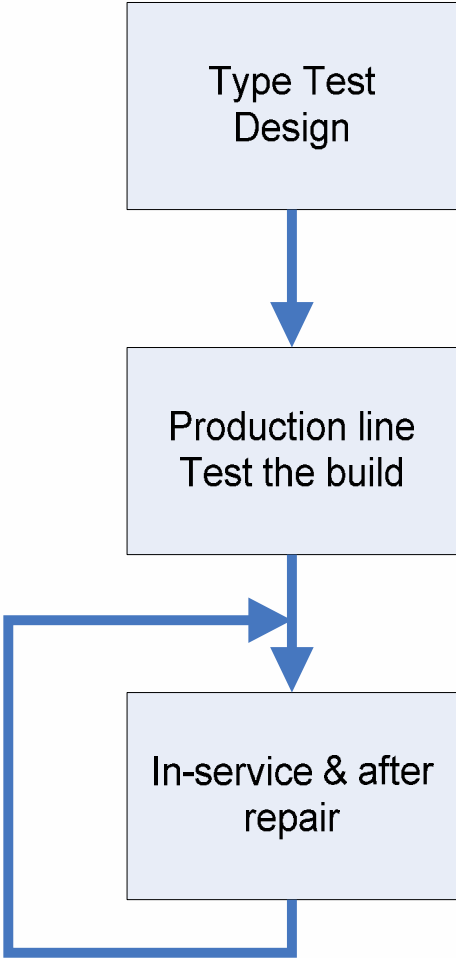 Type Test
Design
Production line
Test the build
In-service & after
repair